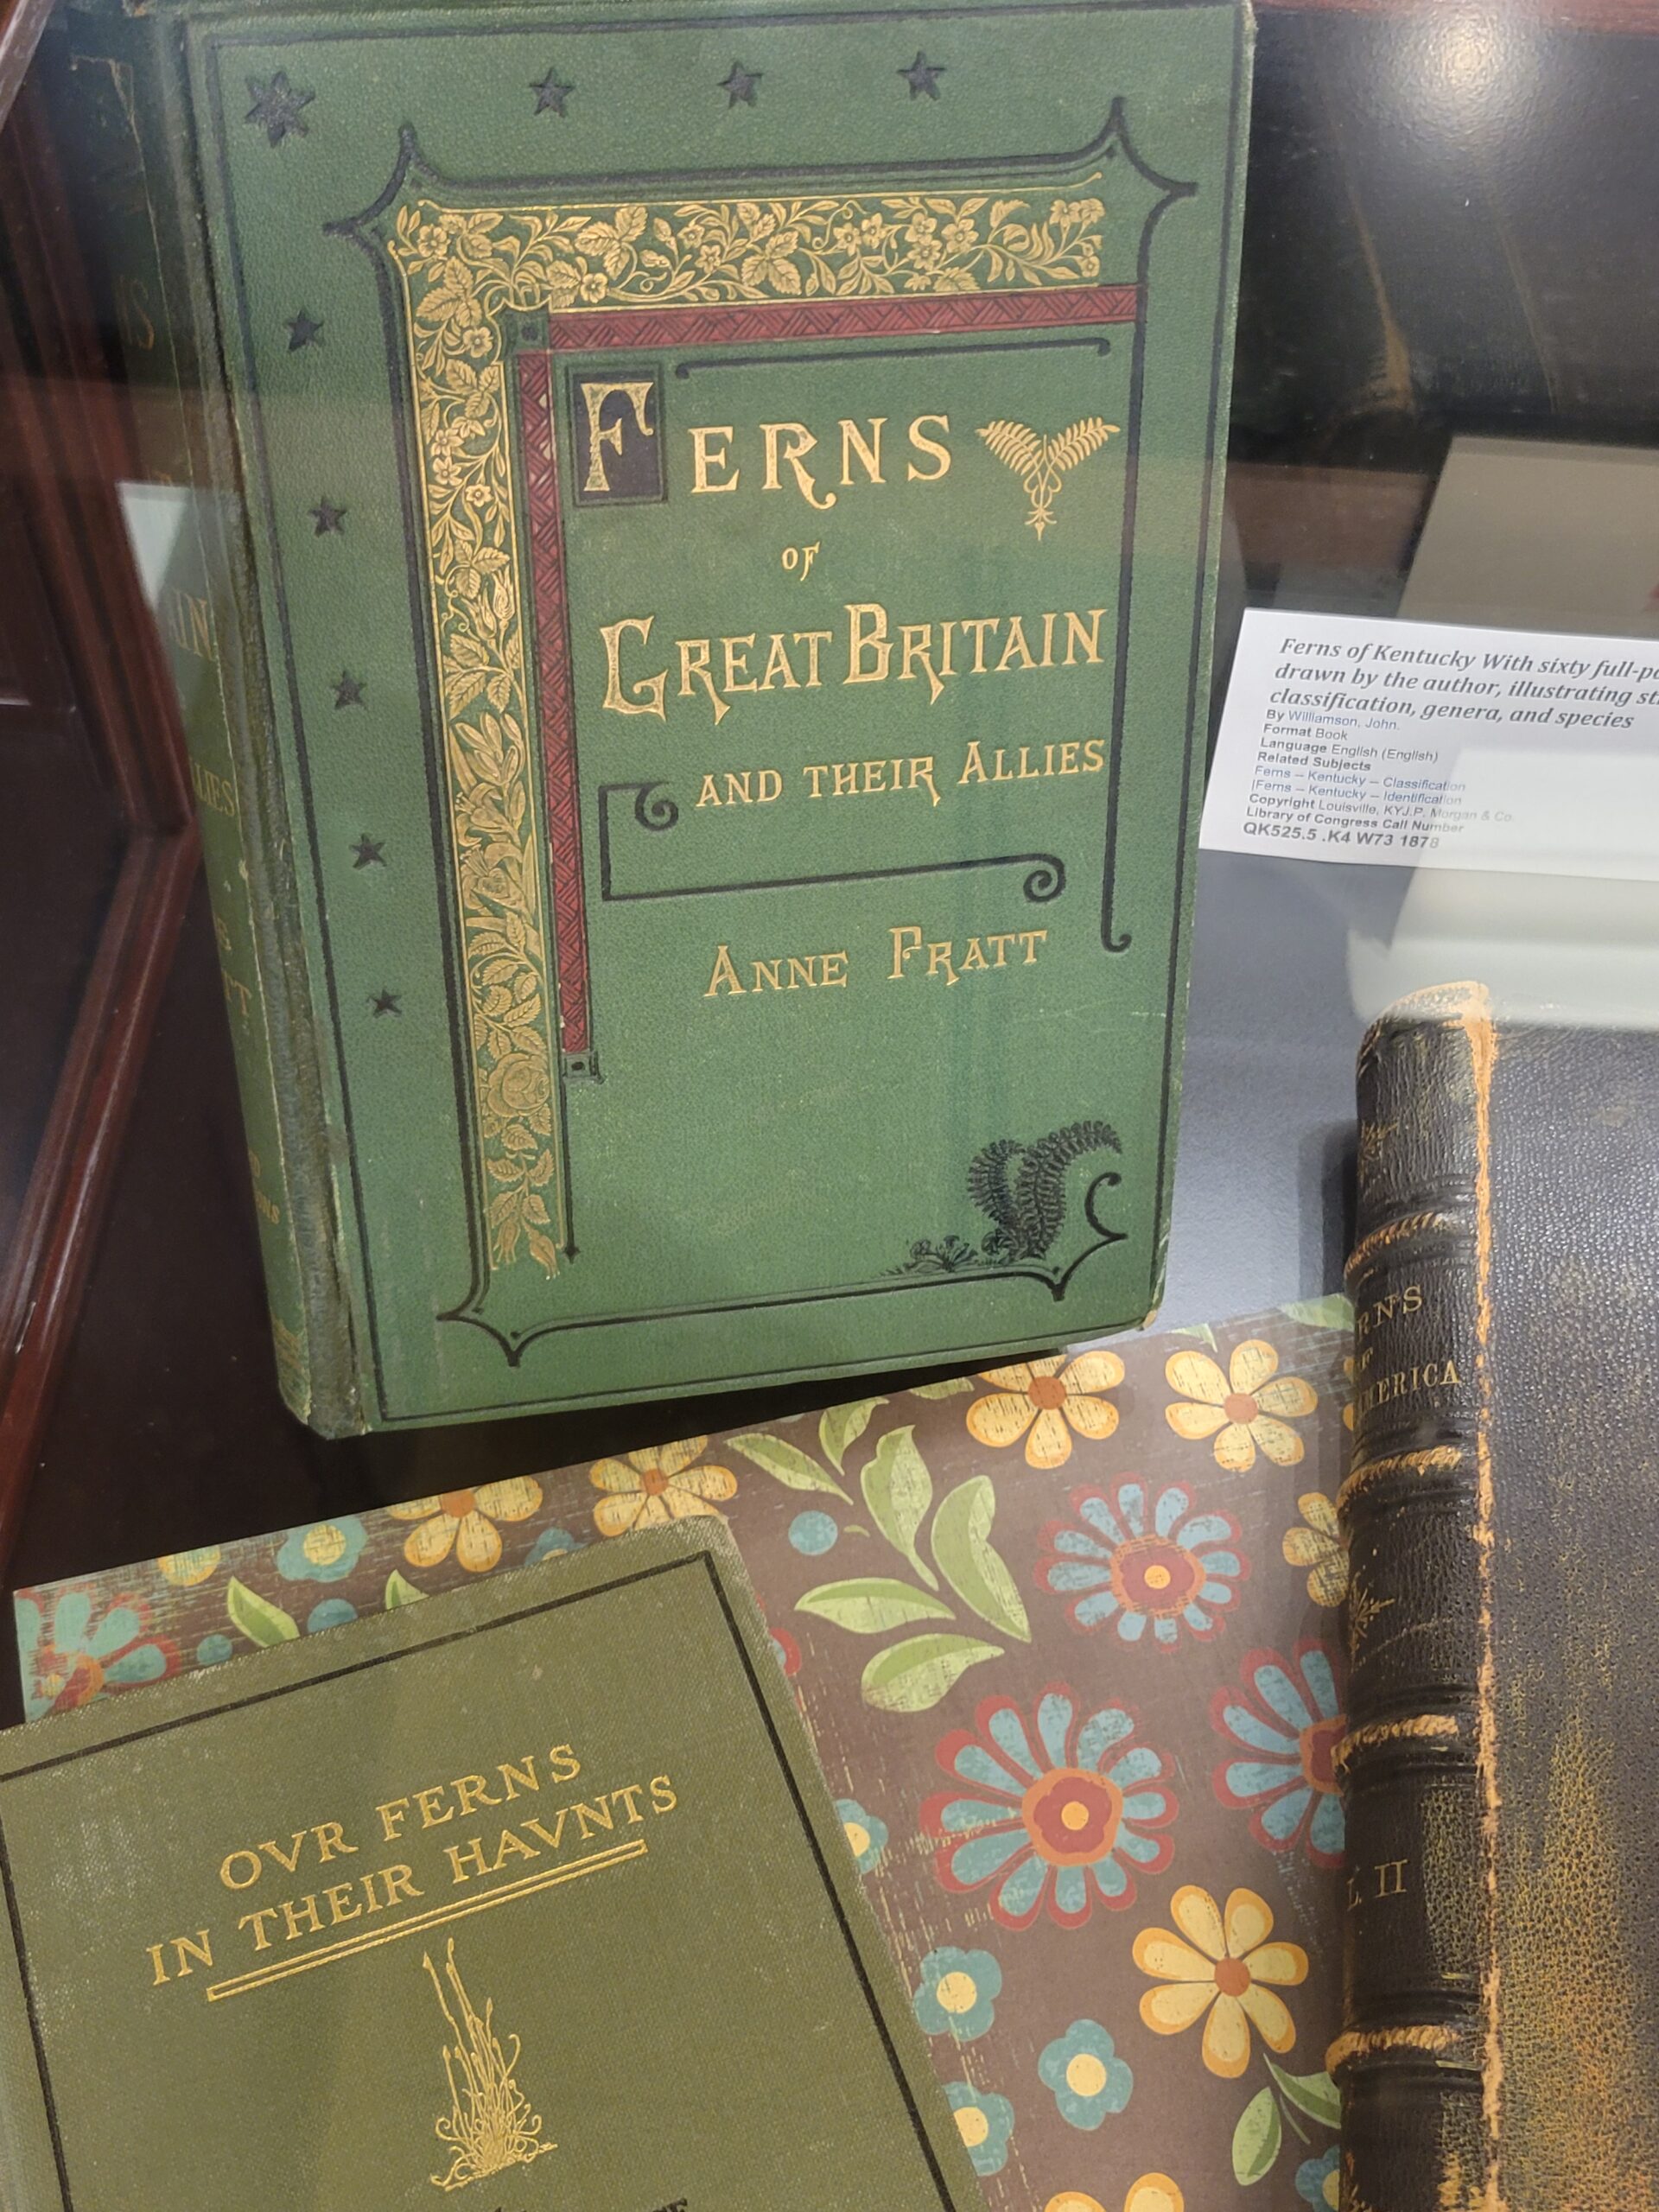 FERNS
OF
GREAT BRITAIN
AND THEIR ALLIES
ANNE PRATT
Ferns of Kentucky With sixty full-pa
drawn by the author, illustrating st
classification, genera, and species
By Williamson, John.
Format Book
Language English (English)
Related Subjects
Ferns -- Kentucky -- Classification
|Ferns -- Kentucky -- Identification
Copyright Louisville, KY,J.P. Morgan & Co.
Library of Congress Call Number
QK525.5 .K4 W73 1878
RNS
F
MERICA
L. II
OVR FERNS
IN THEIR HAVNTS